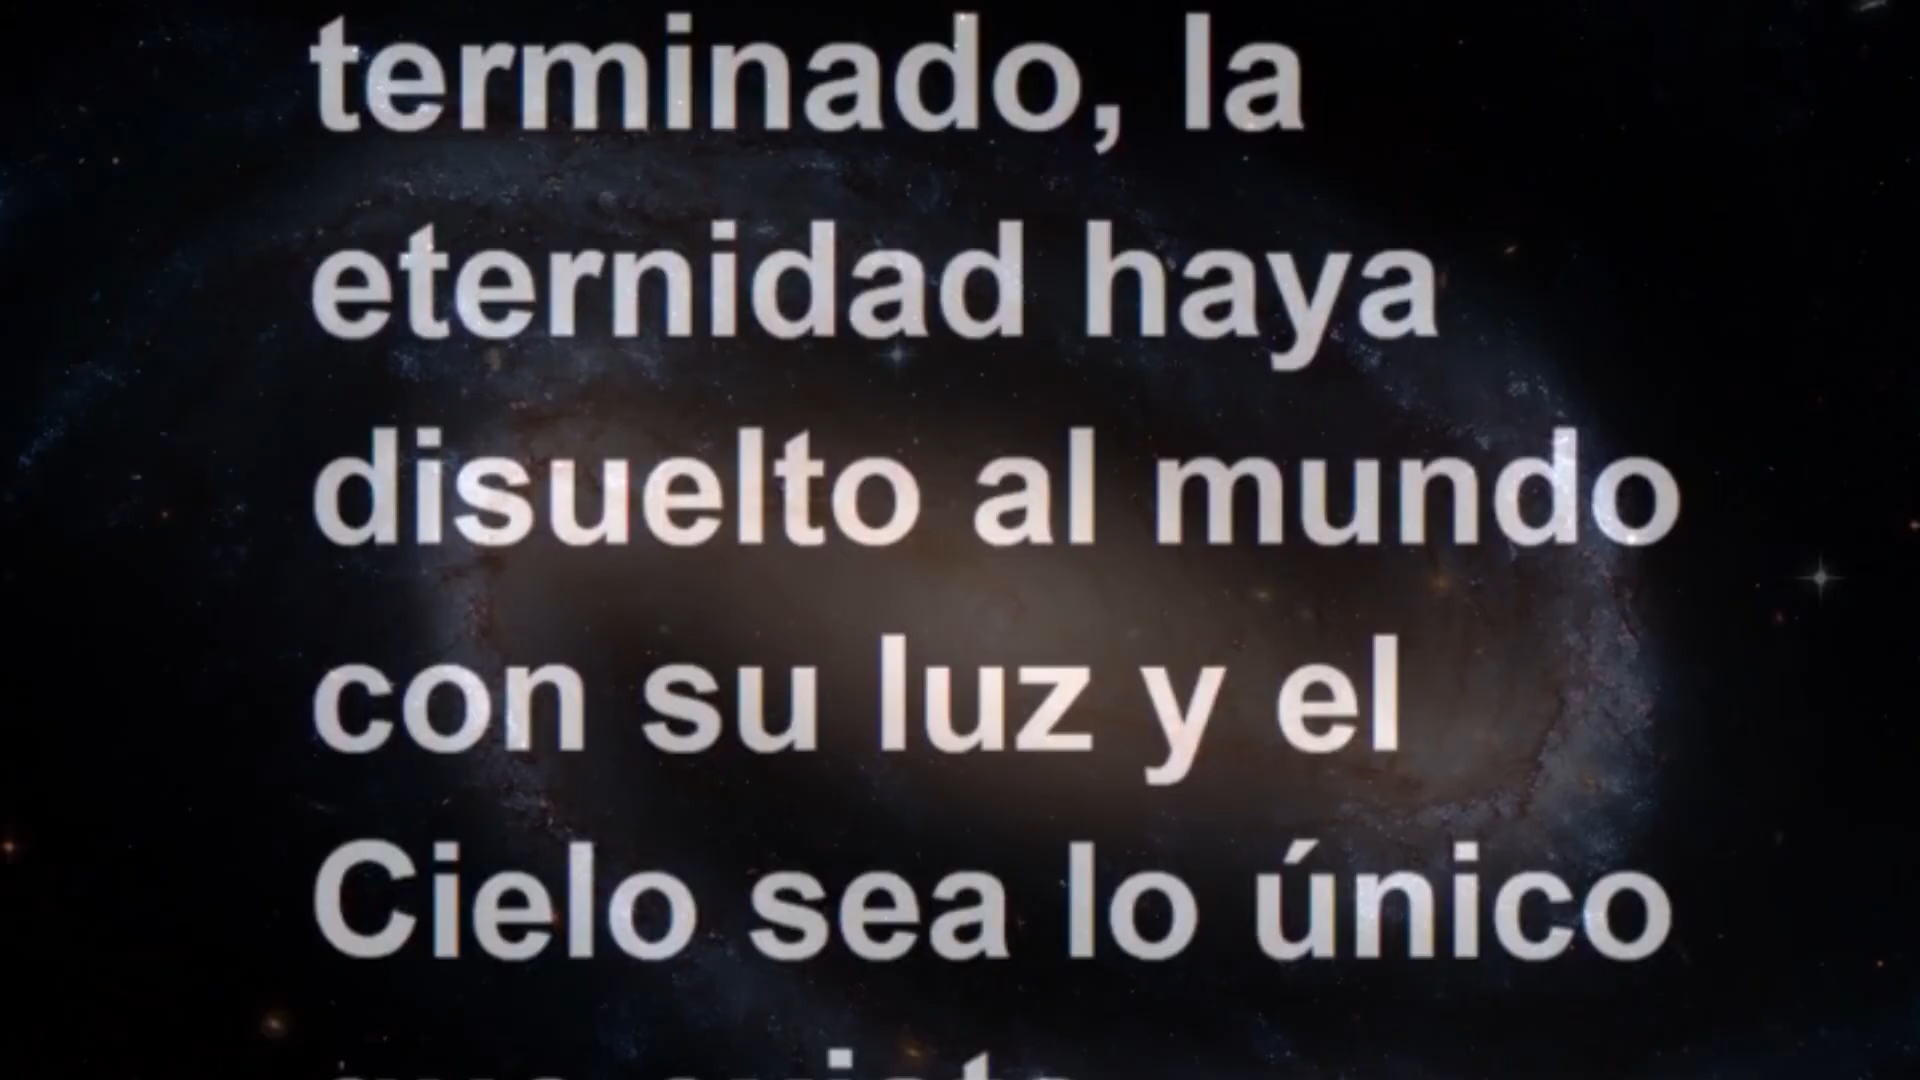 terminado, la
eternidad haya
disuelto al mundo
con su luz y el
Cielo sea lo único